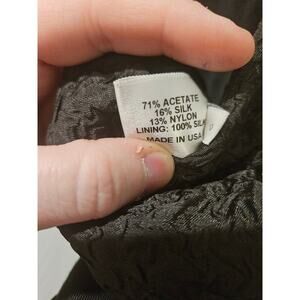 71% ACETATE
16% SILK
13% NYLON
LINING: 100% SILK
MADE IN USA